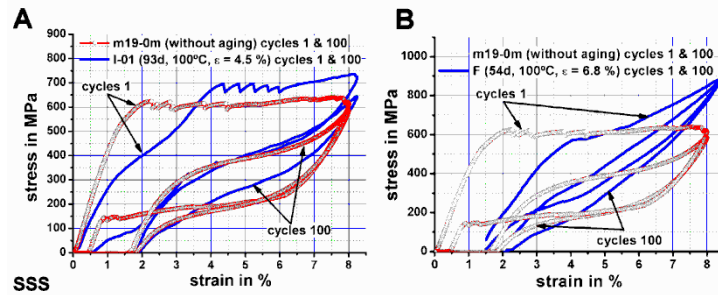 A
m19-0m (without aging) cycles 1 & 100
I-01 (93d, 100ºC, ε = 4.5 %) cycles 1 & 100
cycles 1
cycles 100
stress in MPa
900
800
700
600
500
400
300
200
100
0
0 1 2 3 4 5 6 7 8
strain in %
SSS
B
m19-0m (without aging) cycles 1 & 100
F (54d, 100ºC, ε = 6.8 %) cycles 1 & 100
cycles 1
cycles 100
stress in MPa
1000
800
600
400
200
0
0 1 2 3 4 5 6 7 8
strain in %